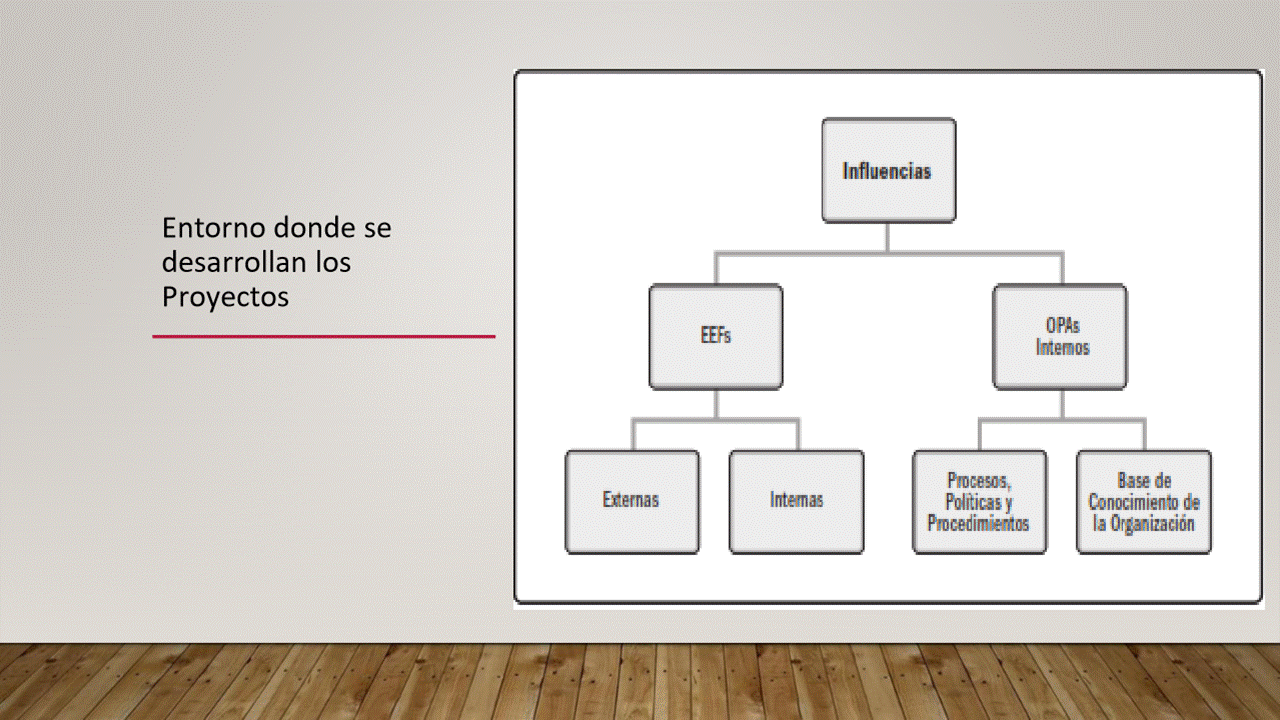 Entorno donde se
desarrollan los
Proyectos
Influencias
EEFs
OPAs
Internos
Externas
Internas
Procesos,
Políticas y
Procedimientos
Base de
Conocimiento de
la Organización